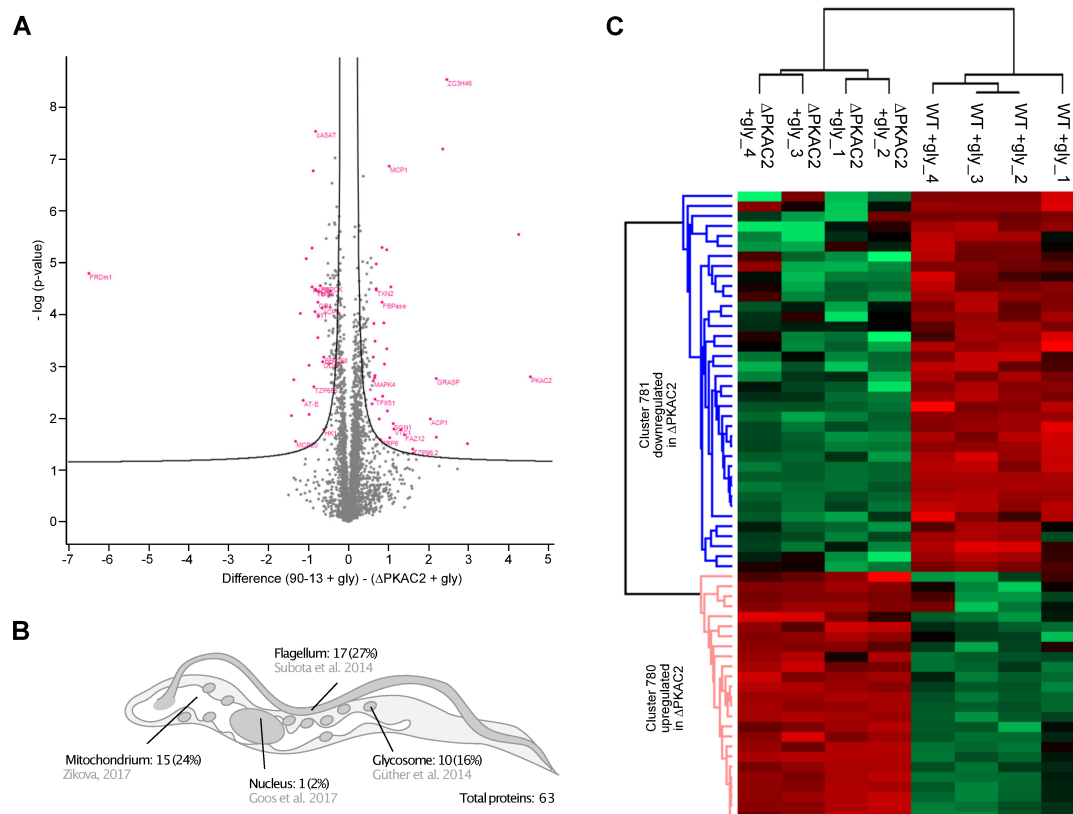 A
8
7
6
5
4
3
2
1
0
- log (p-value)
-7
-6
-5
-4
-3
-2
-1
0
1
2
3
4
5
Difference (90-13 + gly) - (ΔPKAC2 + gly)
ZC3H46
cASAT
MCP1
FRDm1
TXN2
FBPase
MAPK4
GRASP
PKAC2
AT-E
TFIIS1
ACP1
FAZ12
HK1
B
Flagellum: 17 (27%)
Subota et al. 2014
Mitochondrium: 15 (24%)
Zikova, 2017
Nucleus: 1 (2%)
Goos et al. 2017
Glycosome: 10 (16%)
Güther et al. 2014
Total proteins: 63
C
ΔPKAC2
+gly_4
ΔPKAC2
+gly_3
ΔPKAC2
+gly_1
ΔPKAC2
+gly_2
WT +gly_4
WT +gly_3
WT +gly_2
WT +gly_1
Cluster 781
downregulated
in ΔPKAC2
Cluster 780
upregulated
in ΔPKAC2